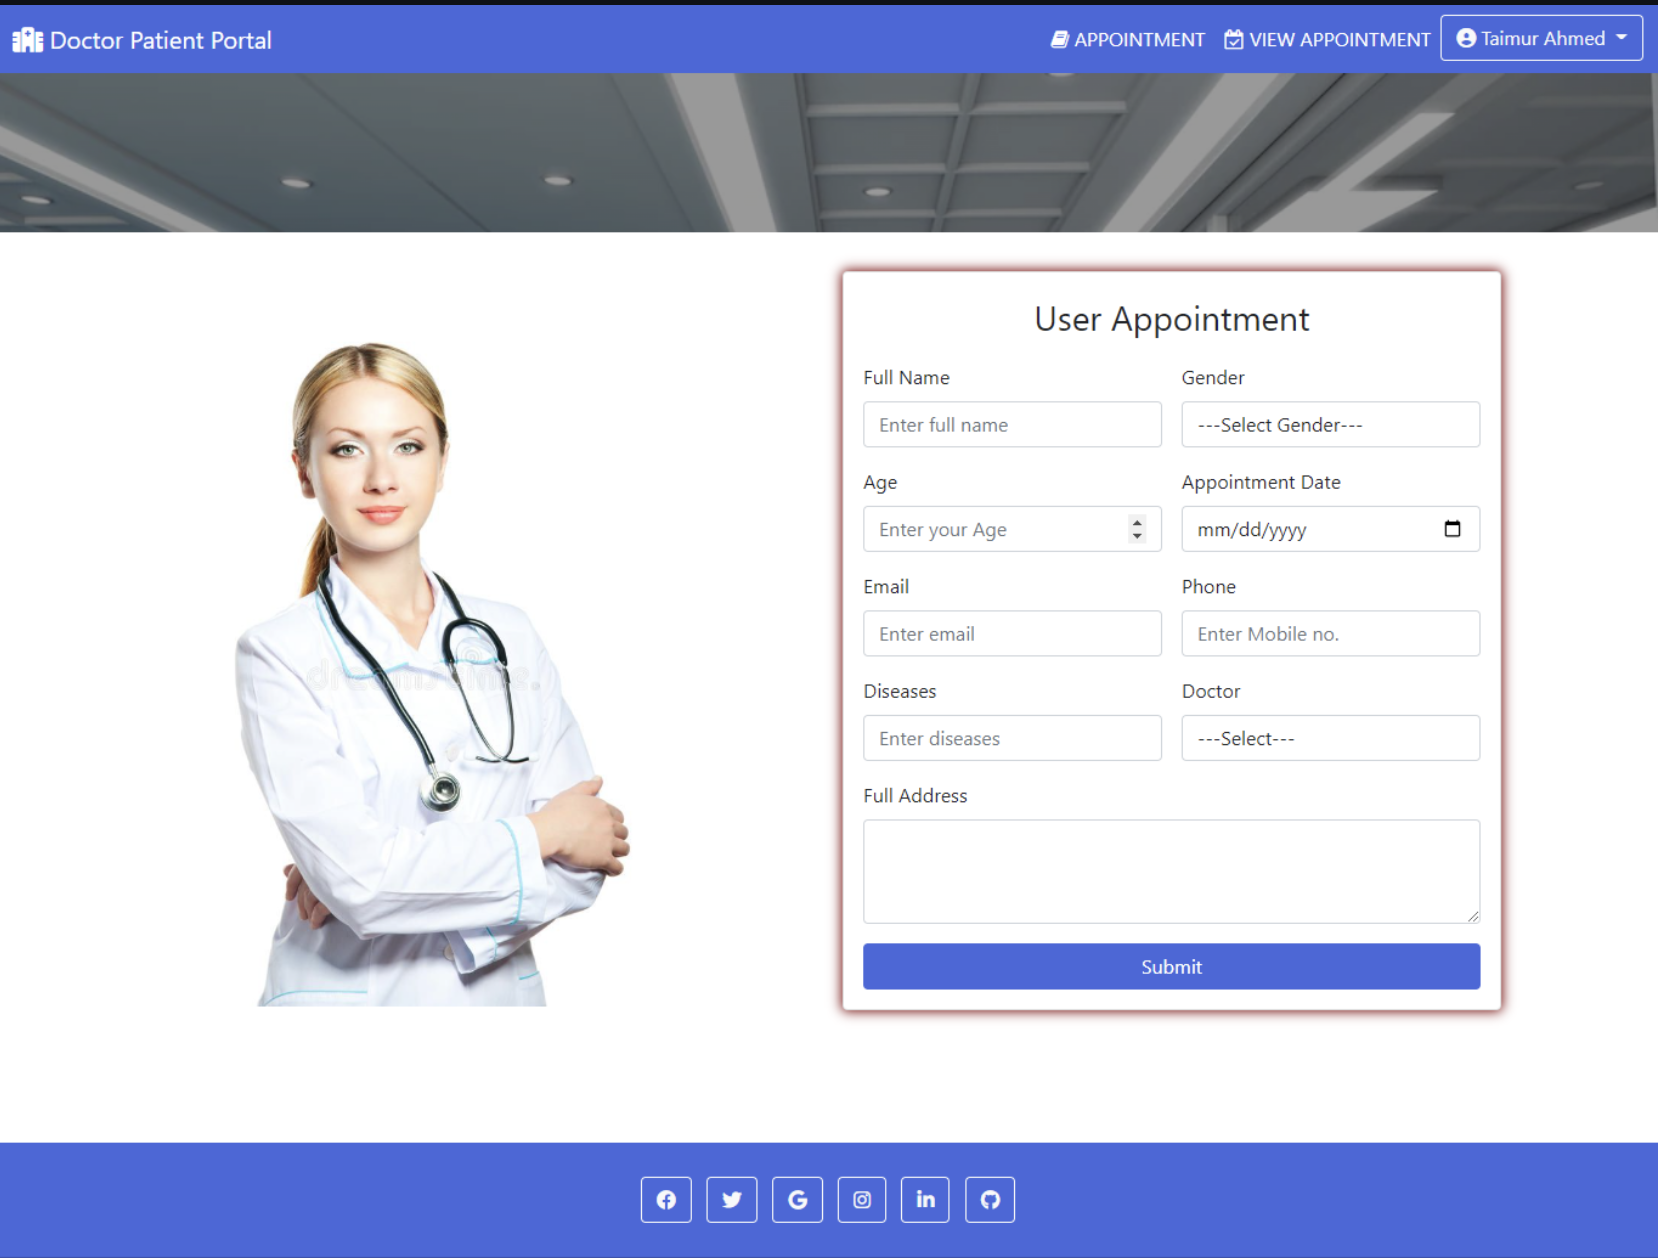 Doctor Patient Portal
APPOINTMENT
VIEW APPOINTMENT
Taimur Ahmed
User Appointment
Full Name
Gender
Enter full name
---Select Gender---
Age
Appointment Date
Enter your Age
mm/dd/yyyy
Email
Phone
Enter email
Enter Mobile no.
Diseases
Doctor
Enter diseases
---Select---
Full Address
Submit